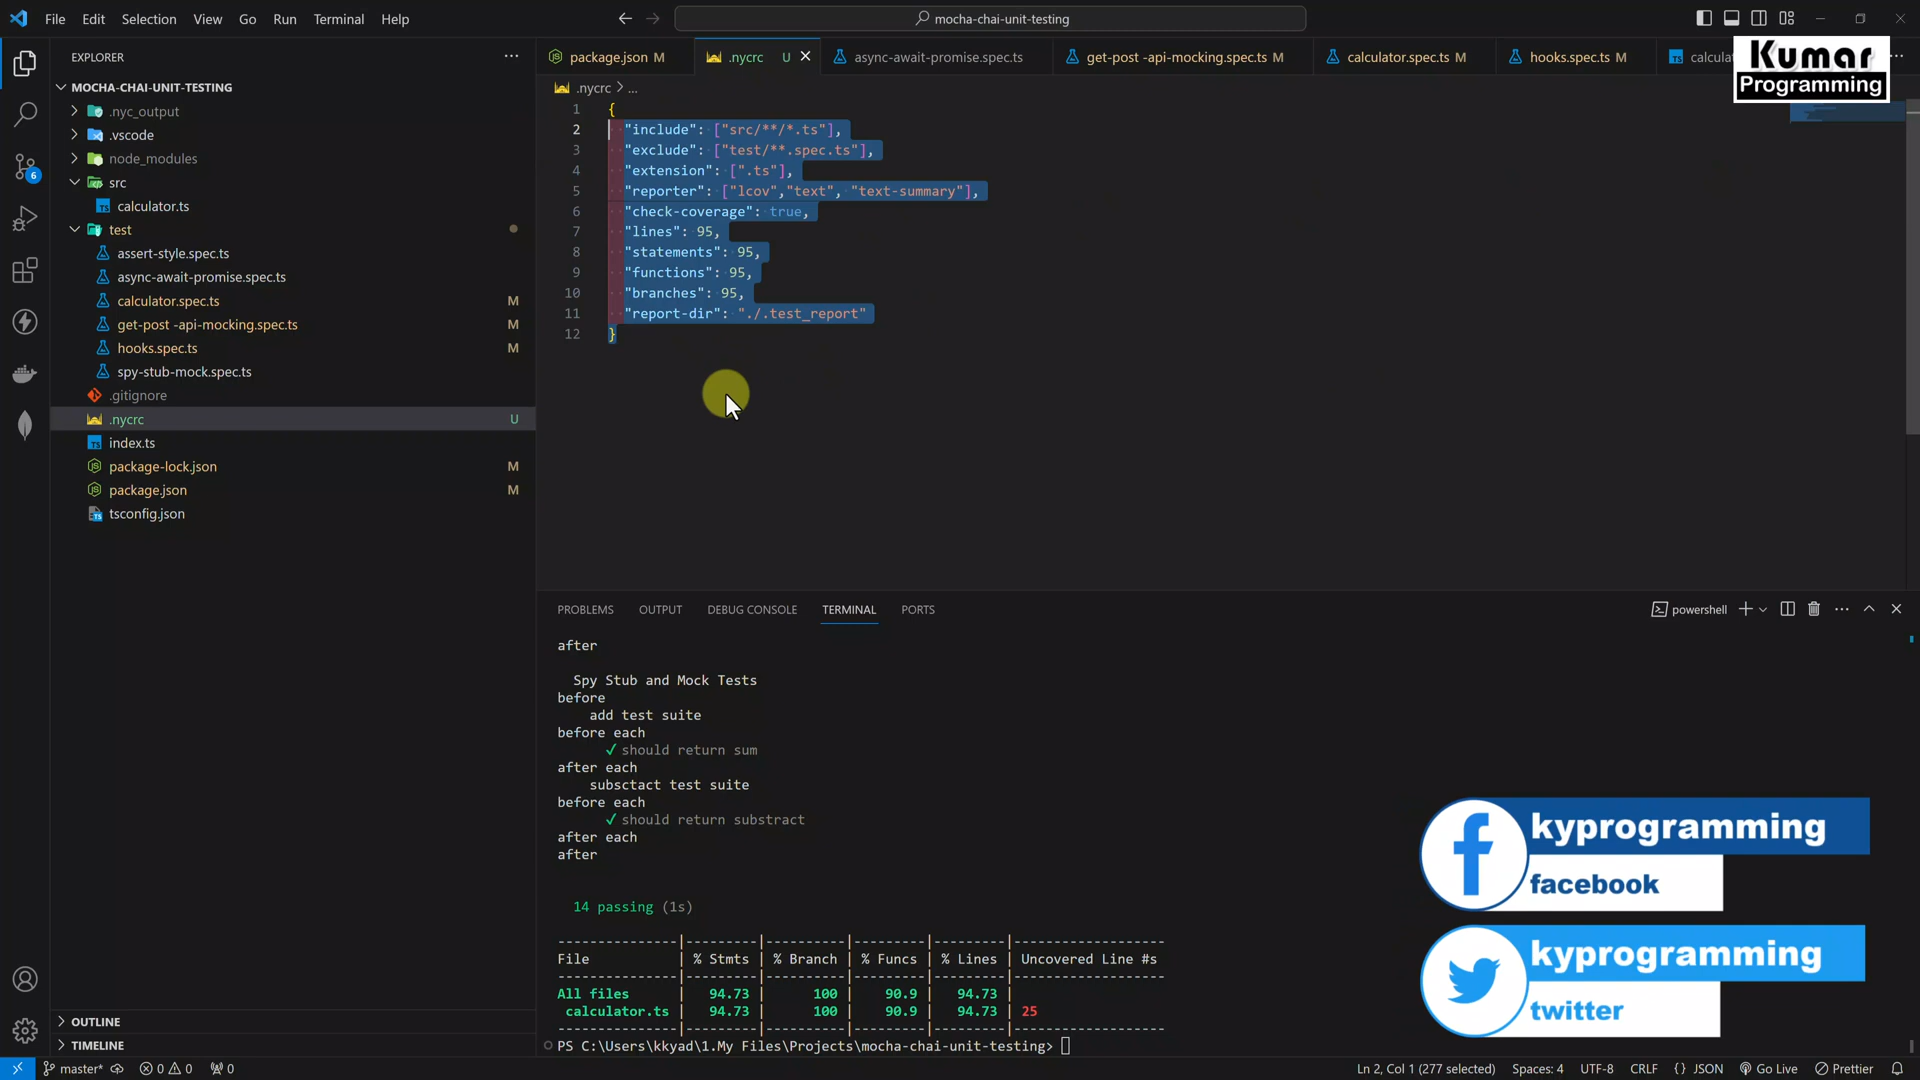 File Edit Selection View Go Run Terminal Help
mocha-chai-unit-testing
EXPLORER
MOCHA-CHAI-UNIT-TESTING
.nyc_output
.vscode
node_modules
src
calculator.ts
test
assert-style.spec.ts
async-await-promise.spec.ts
calculator.spec.ts M
get-post -api-mocking.spec.ts M
hooks.spec.ts M
spy-stub-mock.spec.ts
.gitignore
.nycrc U
index.ts
package-lock.json M
package.json M
tsconfig.json
OUTLINE
TIMELINE
6
package.json M .nycrc U async-await-promise.spec.ts get-post -api-mocking.spec.ts M calculator.spec.ts M hooks.spec.ts M
Kumar
Programming
.nycrc > ...
1 {
2 "include": ["src/**/*.ts"],
3 "exclude": ["test/**.spec.ts"],
4 "extension": [".ts"],
5 "reporter": ["lcov","text", "text-summary"],
6 "check-coverage": true,
7 "lines": 95,
8 "statements": 95,
9 "functions": 95,
10 "branches": 95,
11 "report-dir": "./.test_report"
12 }
PROBLEMS OUTPUT DEBUG CONSOLE TERMINAL PORTS
powershell
after
Spy Stub and Mock Tests
before
add test suite
before each
✓ should return sum
after each
subsctact test suite
before each
✓ should return substract
after each
after
14 passing (1s)
---------------|---------|----------|---------|---------|-------------------
File | % Stmts | % Branch | % Funcs | % Lines | Uncovered Line #s
---------------|---------|----------|---------|---------|-------------------
All files | 94.73 | 100 | 90.9 | 94.73 |
calculator.ts | 94.73 | 100 | 90.9 | 94.73 | 25
---------------|---------|----------|---------|---------|-------------------
PS C:\Users\kkyad\1.My Files\Projects\mocha-chai-unit-testing>
kyprogramming
facebook
kyprogramming
twitter
master* 0 0 0 Ln 2, Col 1 (277 selected) Spaces: 4 UTF-8 CRLF { } JSON Go Live Prettier